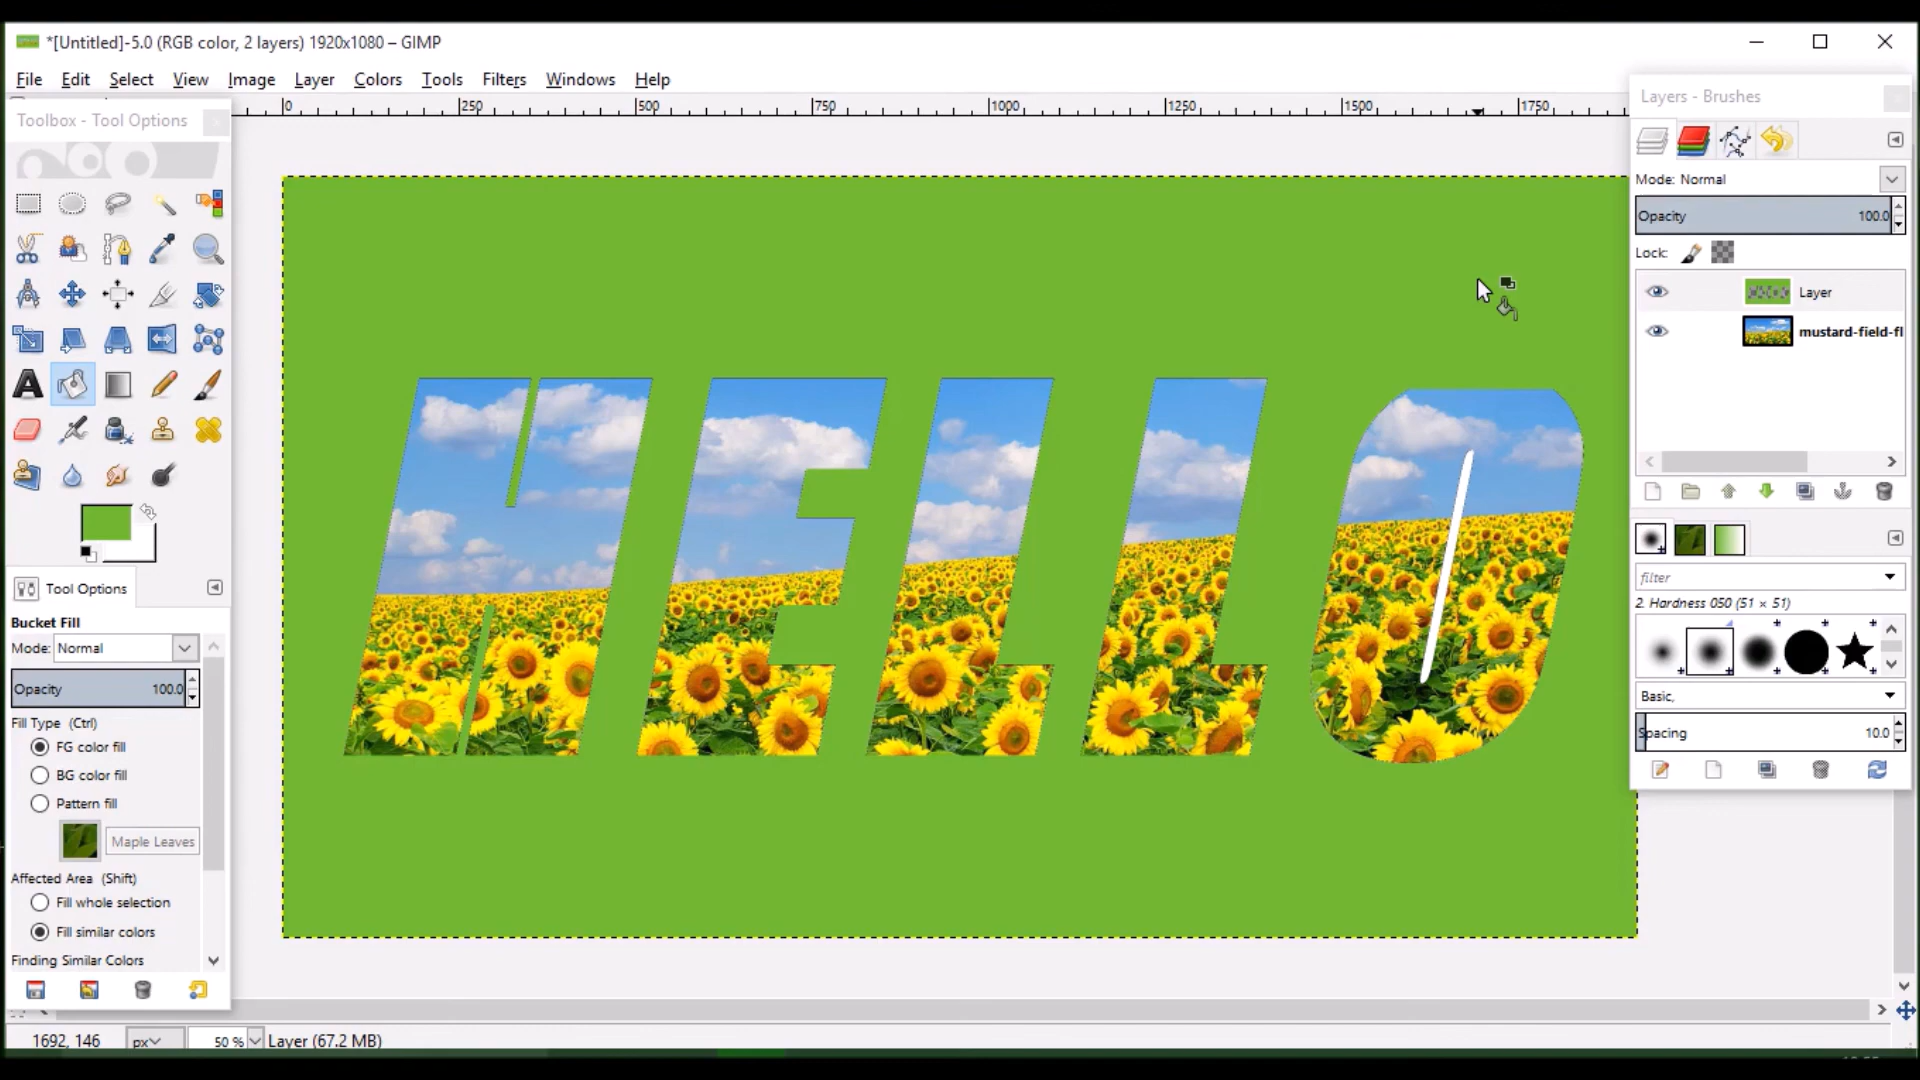 *[Untitled]-5.0 (RGB color, 2 layers) 1920x1080 – GIMP
File Edit Select View Image Layer Colors Tools Filters Windows Help
Toolbox - Tool Options
0 250 500 750 1000 1250 1500 1750
Layers - Brushes
Mode: Normal
Opacity 100.0
Lock:
Layer
mustard-field-fl
HELLO
Tool Options
Bucket Fill
Mode: Normal
Opacity 100.0
Fill Type (Ctrl)
FG color fill
BG color fill
Pattern fill
Maple Leaves
Affected Area (Shift)
Fill whole selection
Fill similar colors
Finding Similar Colors
filter
2. Hardness 050 (51 × 51)
Basic,
Spacing 10.0
1692, 146 px 50 % Layer (67.2 MB)